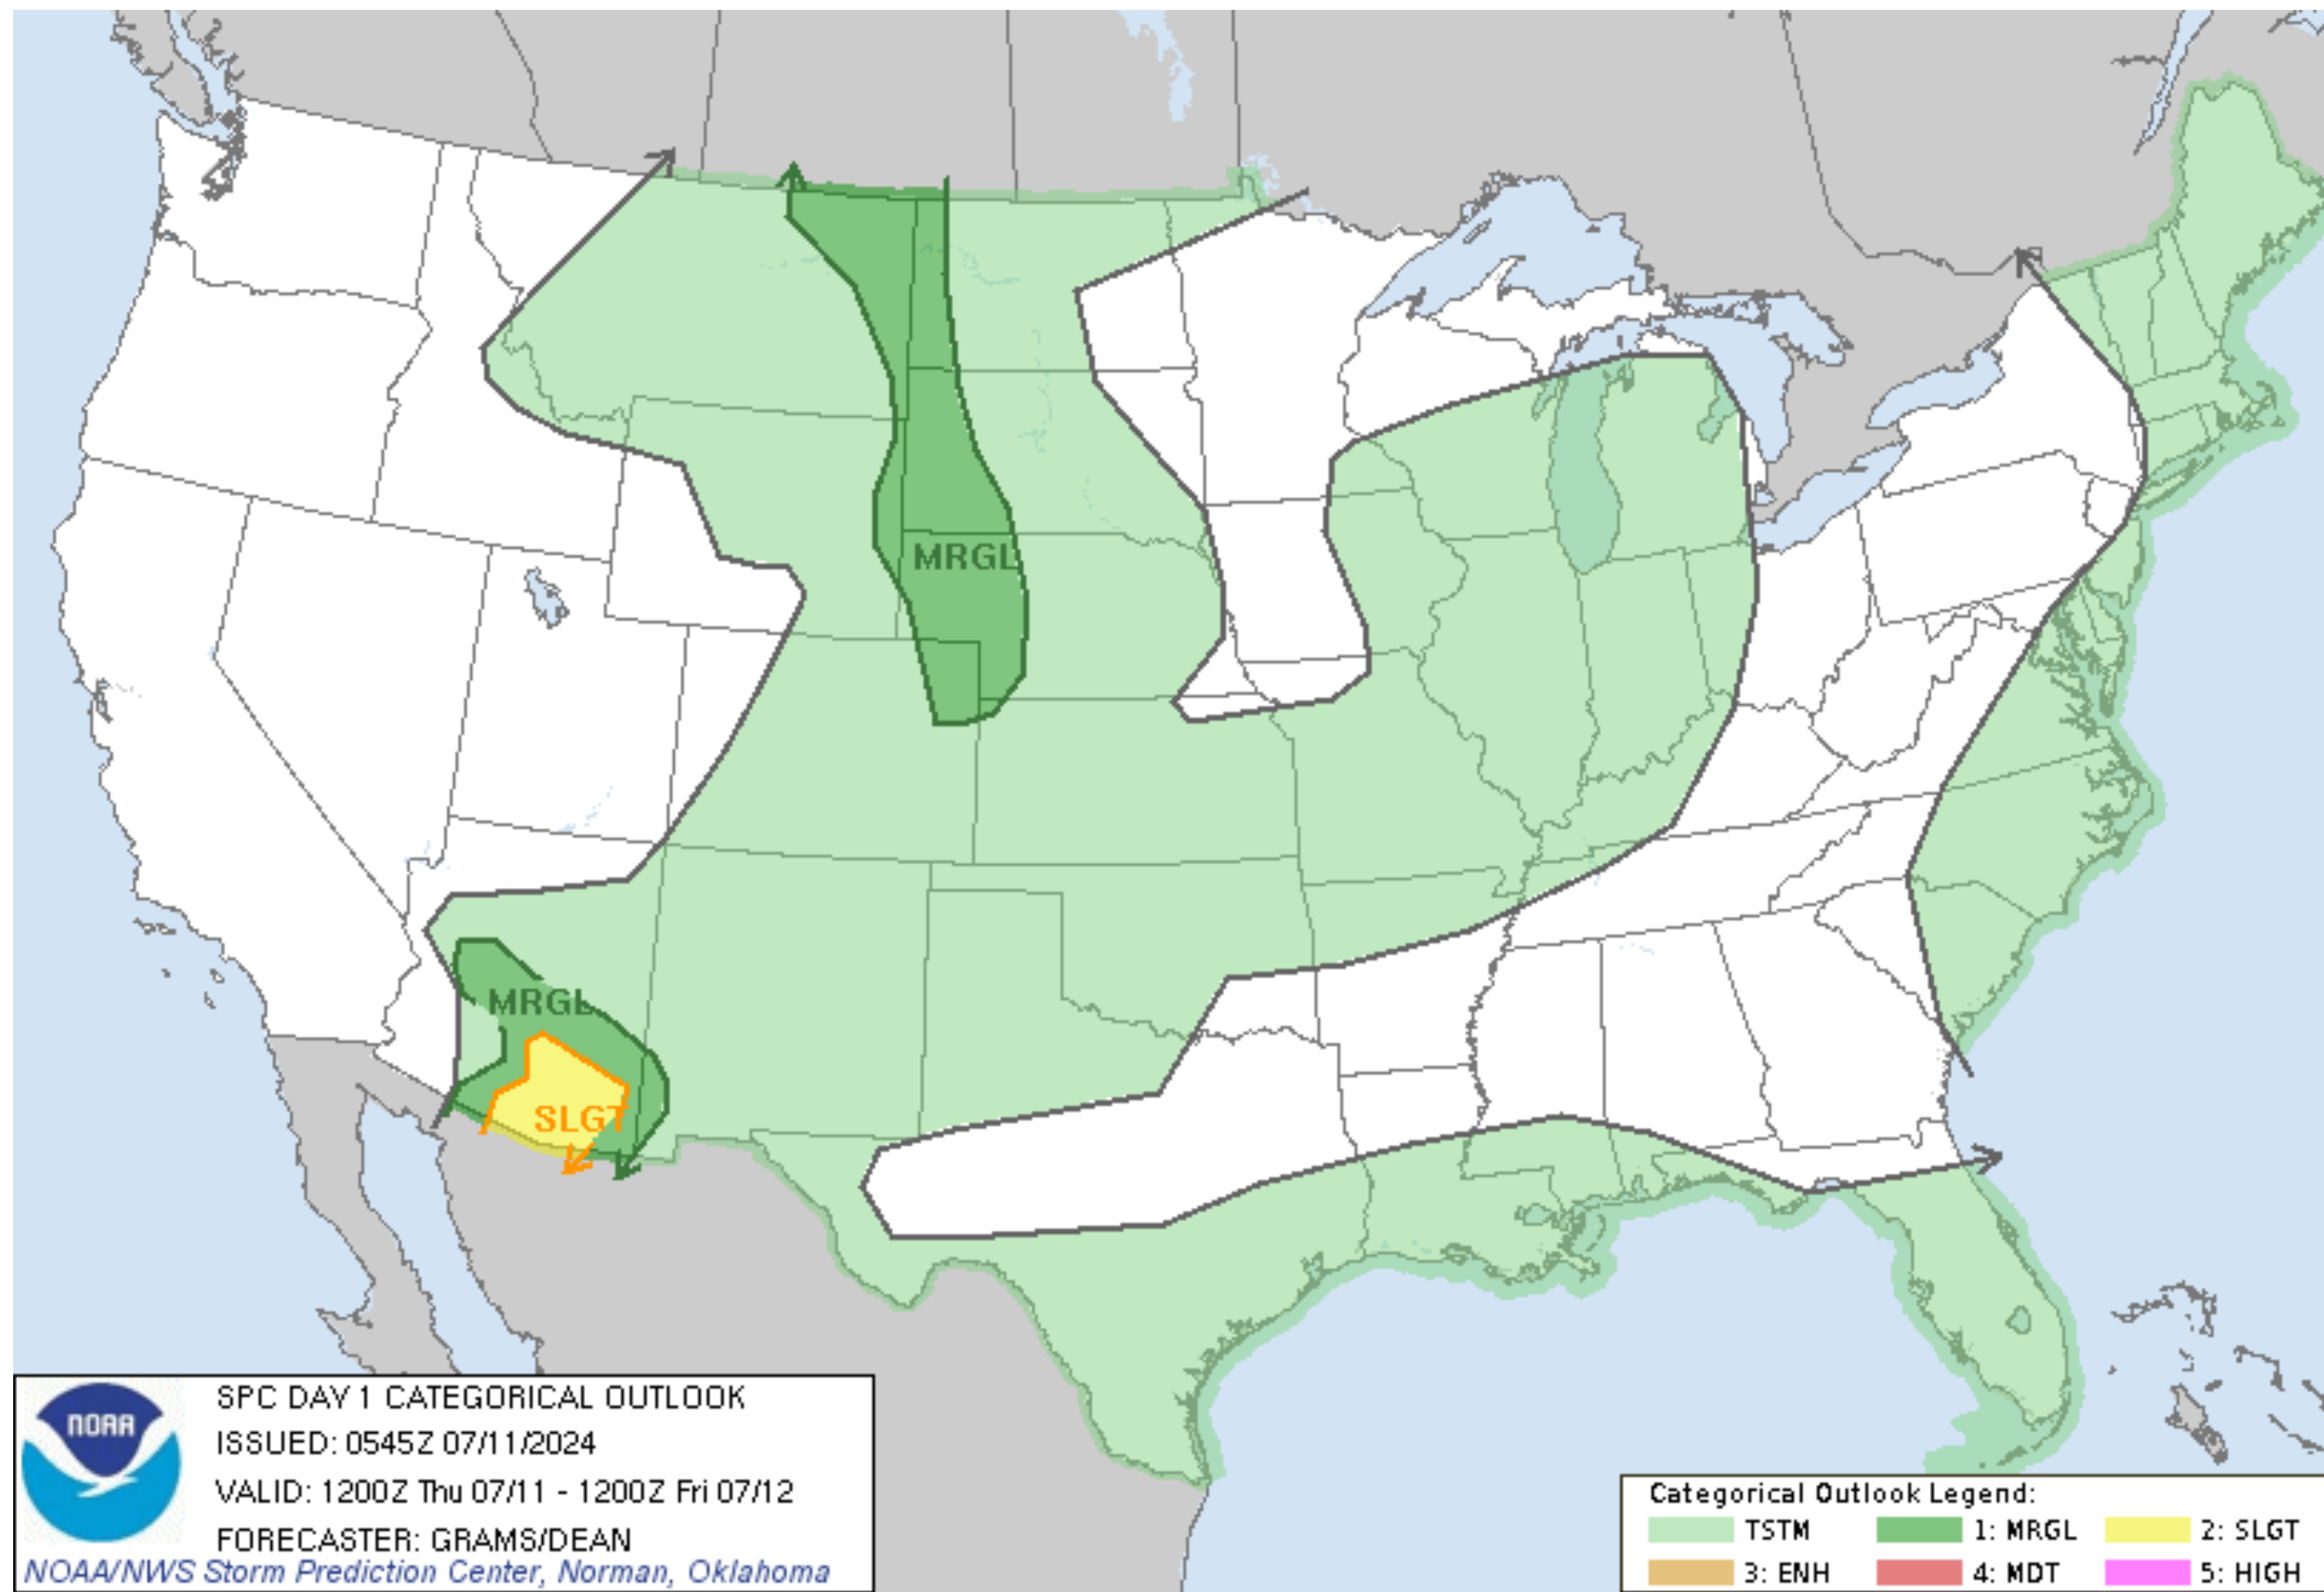 MRGL
MRGL
SLGT
NOAA
SPC DAY 1 CATEGORICAL OUTLOOK
ISSUED: 0545Z 07/11/2024
VALID: 1200Z Thu 07/11 - 1200Z Fri 07/12
FORECASTER: GRAMS/DEAN
NOAA/NWS Storm Prediction Center, Norman, Oklahoma
Categorical Outlook Legend:
TSTM 1: MRGL 2: SLGT
3: ENH 4: MDT 5: HIGH